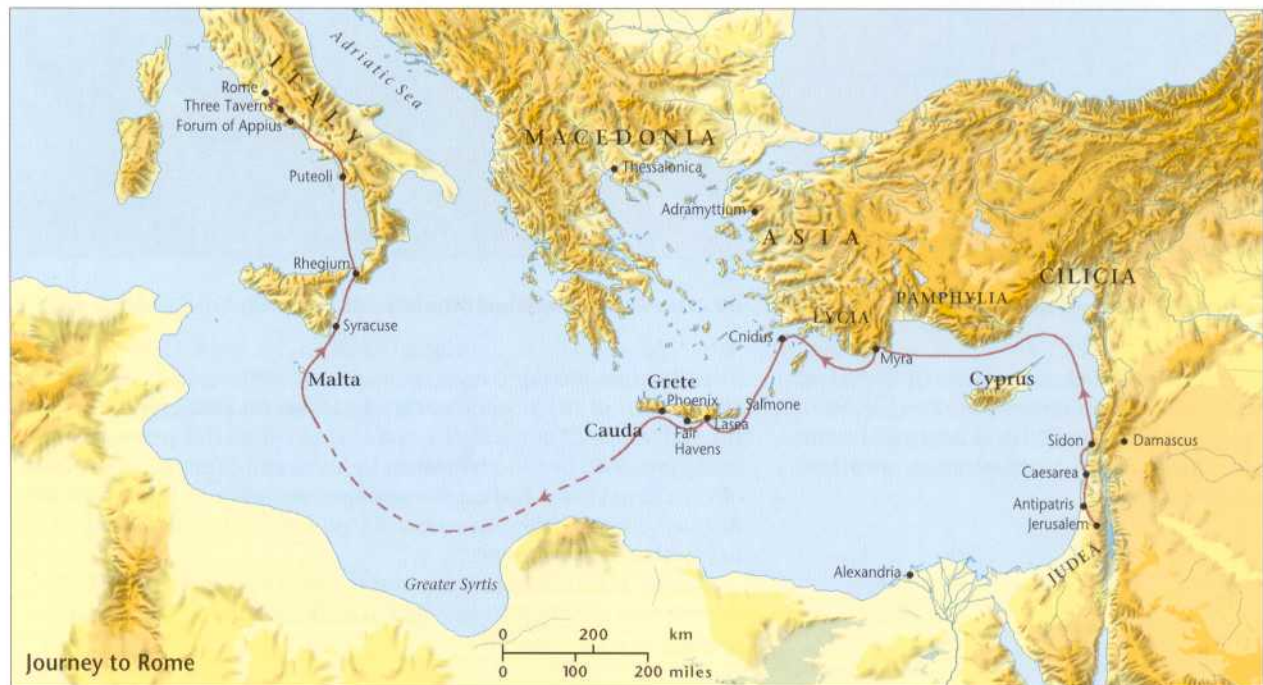 Adriatic Sea
ITALY
Rome
Three Taverns
Forum of Appius
MACEDONIA
Thessalonica
Puteoli
Adramyttium
ASIA
Rhegium
CILICIA
PAMPHYLIA
LYCIA
Syracuse
Cnidus
Myra
Malta
Grete
Cyprus
Phoenix
Salmone
Cauda
Fair
Havens
Lasea
Sidon
Damascus
Caesarea
Antipatris
Jerusalem
JUDEA
Alexandria
Greater Syrtis
0 200 km
0 100 200 miles
Journey to Rome